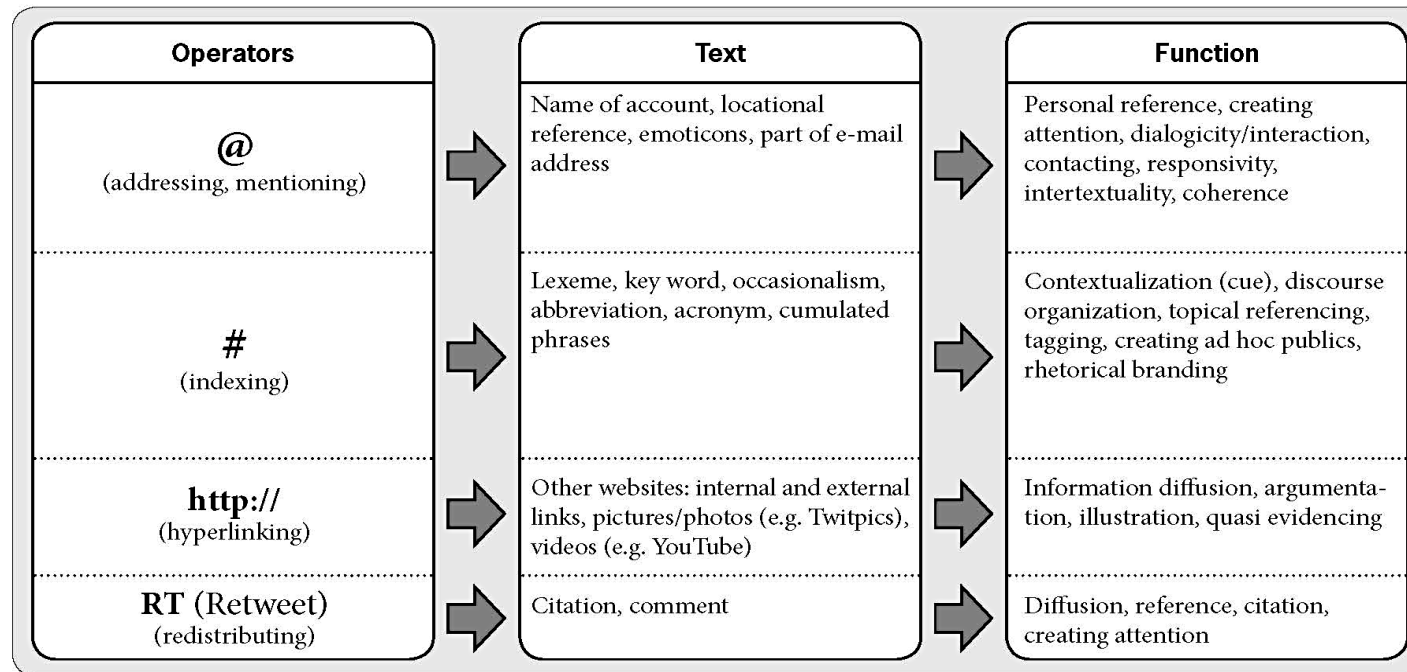 Operators
Text
Function
@
(addressing, mentioning)
Name of account, locational
reference, emoticons, part of e-mail
address
Personal reference, creating
attention, dialogicity/interaction,
contacting, responsivity,
intertextuality, coherence
#
(indexing)
Lexeme, key word, occasionalism,
abbreviation, acronym, cumulated
phrases
Contextualization (cue), discourse
organization, topical referencing,
tagging, creating ad hoc publics,
rhetorical branding
http://
(hyperlinking)
Other websites: internal and external
links, pictures/photos (e.g. Twitpics),
videos (e.g. YouTube)
Information diffusion, argumenta-
tion, illustration, quasi evidencing
RT (Retweet)
(redistributing)
Citation, comment
Diffusion, reference, citation,
creating attention